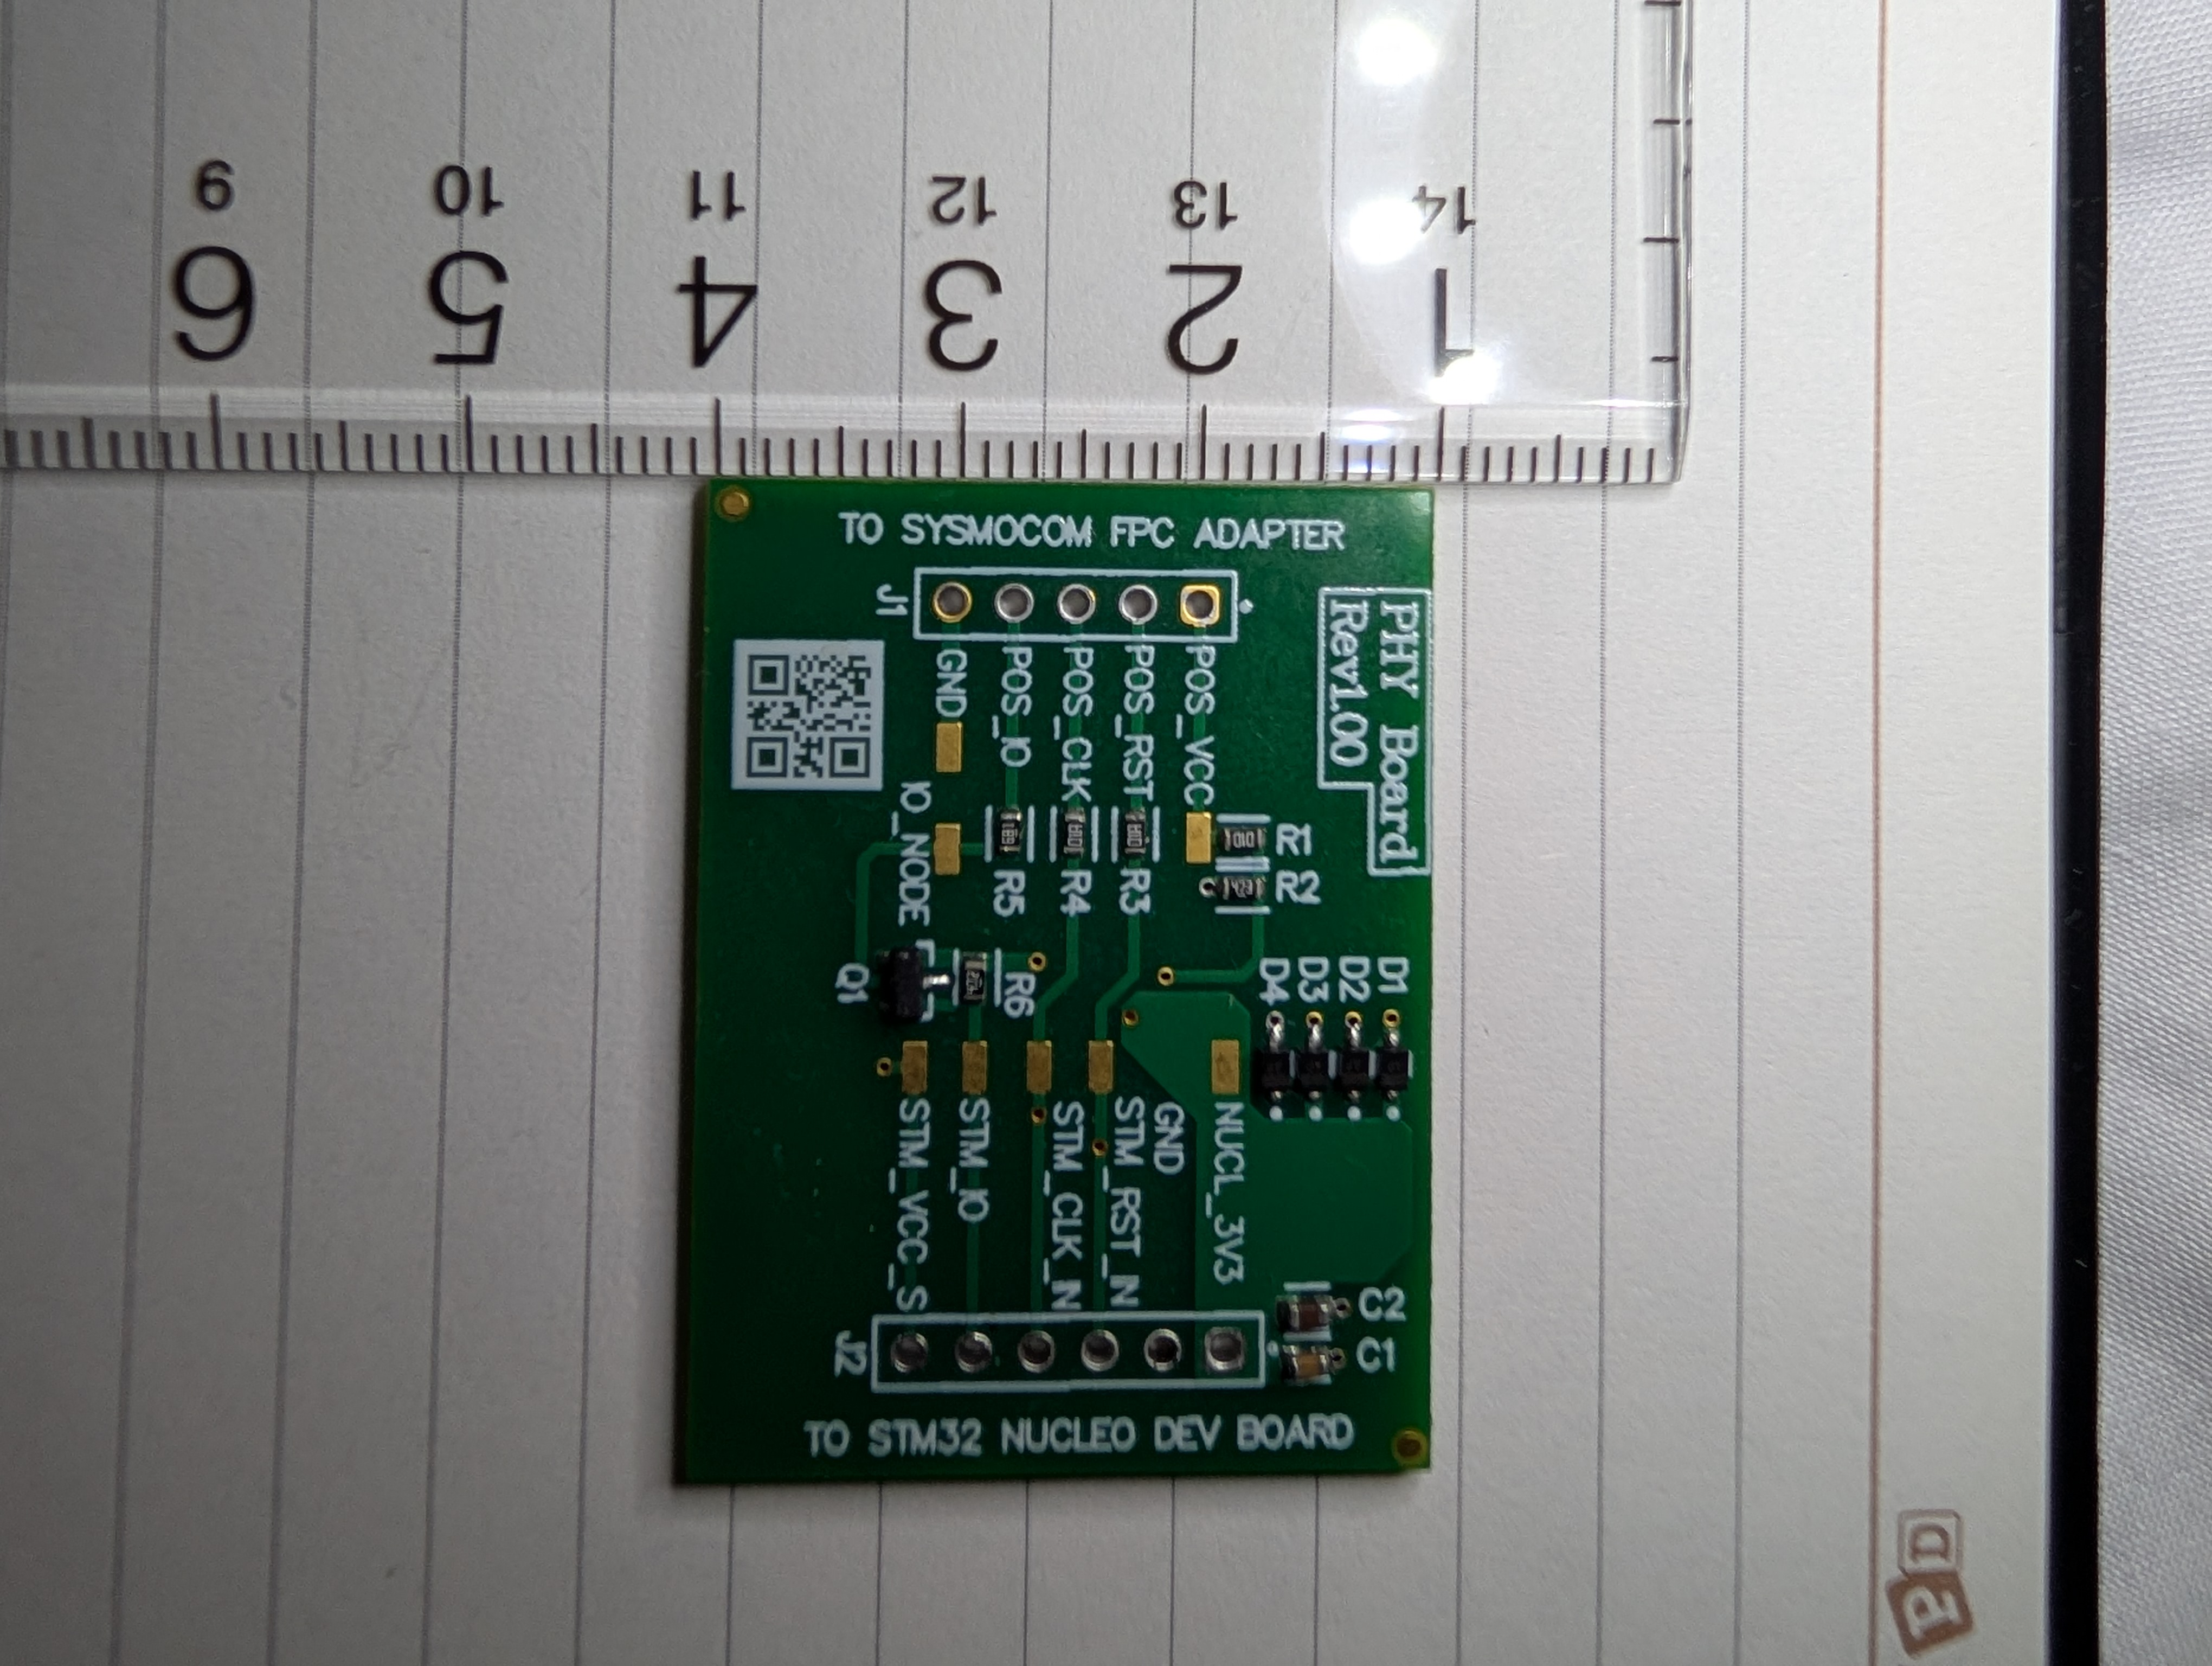 9 10 11 12 13 14
6 5 4 3 2 1
TO SYSMOCOM FPC ADAPTER
J1
PHY Board
Rev1.00
GND
POS_IO
POS_CLK
POS_RST
POS_VCC
IO_NODE
R5
R4
R3
R1
R2
Q1
R6
D4
D3
D2
D1
STM_VCC_S
STM_IO
STM_CLK_N
STM_RST_N
GND
NUCL_3V3
C2
C1
J2
TO STM32 NUCLEO DEV BOARD